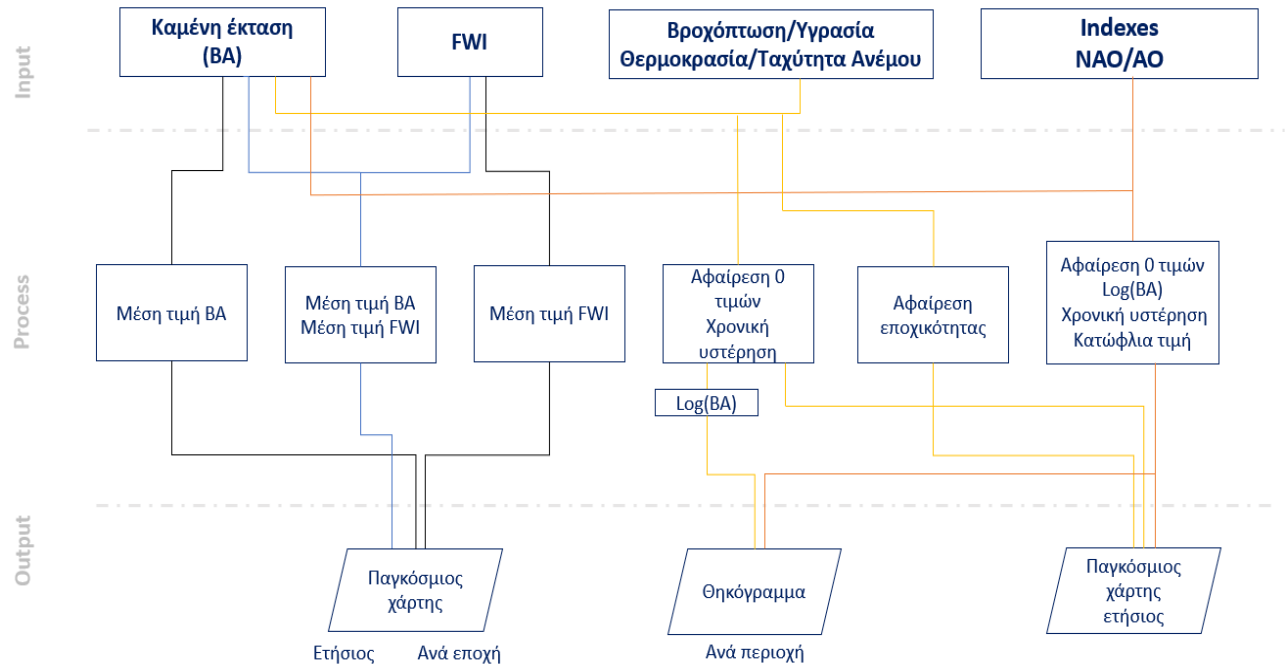 Input
Καμένη έκταση
(BA)
FWI
Βροχόπτωση/Υγρασία
Θερμοκρασία/Ταχύτητα Ανέμου
Indexes
NAO/AO
Process
Μέση τιμή BA
Μέση τιμή BA
Μέση τιμή FWI
Μέση τιμή FWI
Αφαίρεση 0
τιμών
Χρονική
υστέρηση
Log(BA)
Αφαίρεση
εποχικότητας
Αφαίρεση 0 τιμών
Log(BA)
Χρονική υστέρηση
Κατώφλια τιμή
Output
Παγκόσμιος
χάρτης
Ετήσιος
Ανά εποχή
Θηκόγραμμα
Ανά περιοχή
Παγκόσμιος
χάρτης
ετήσιος